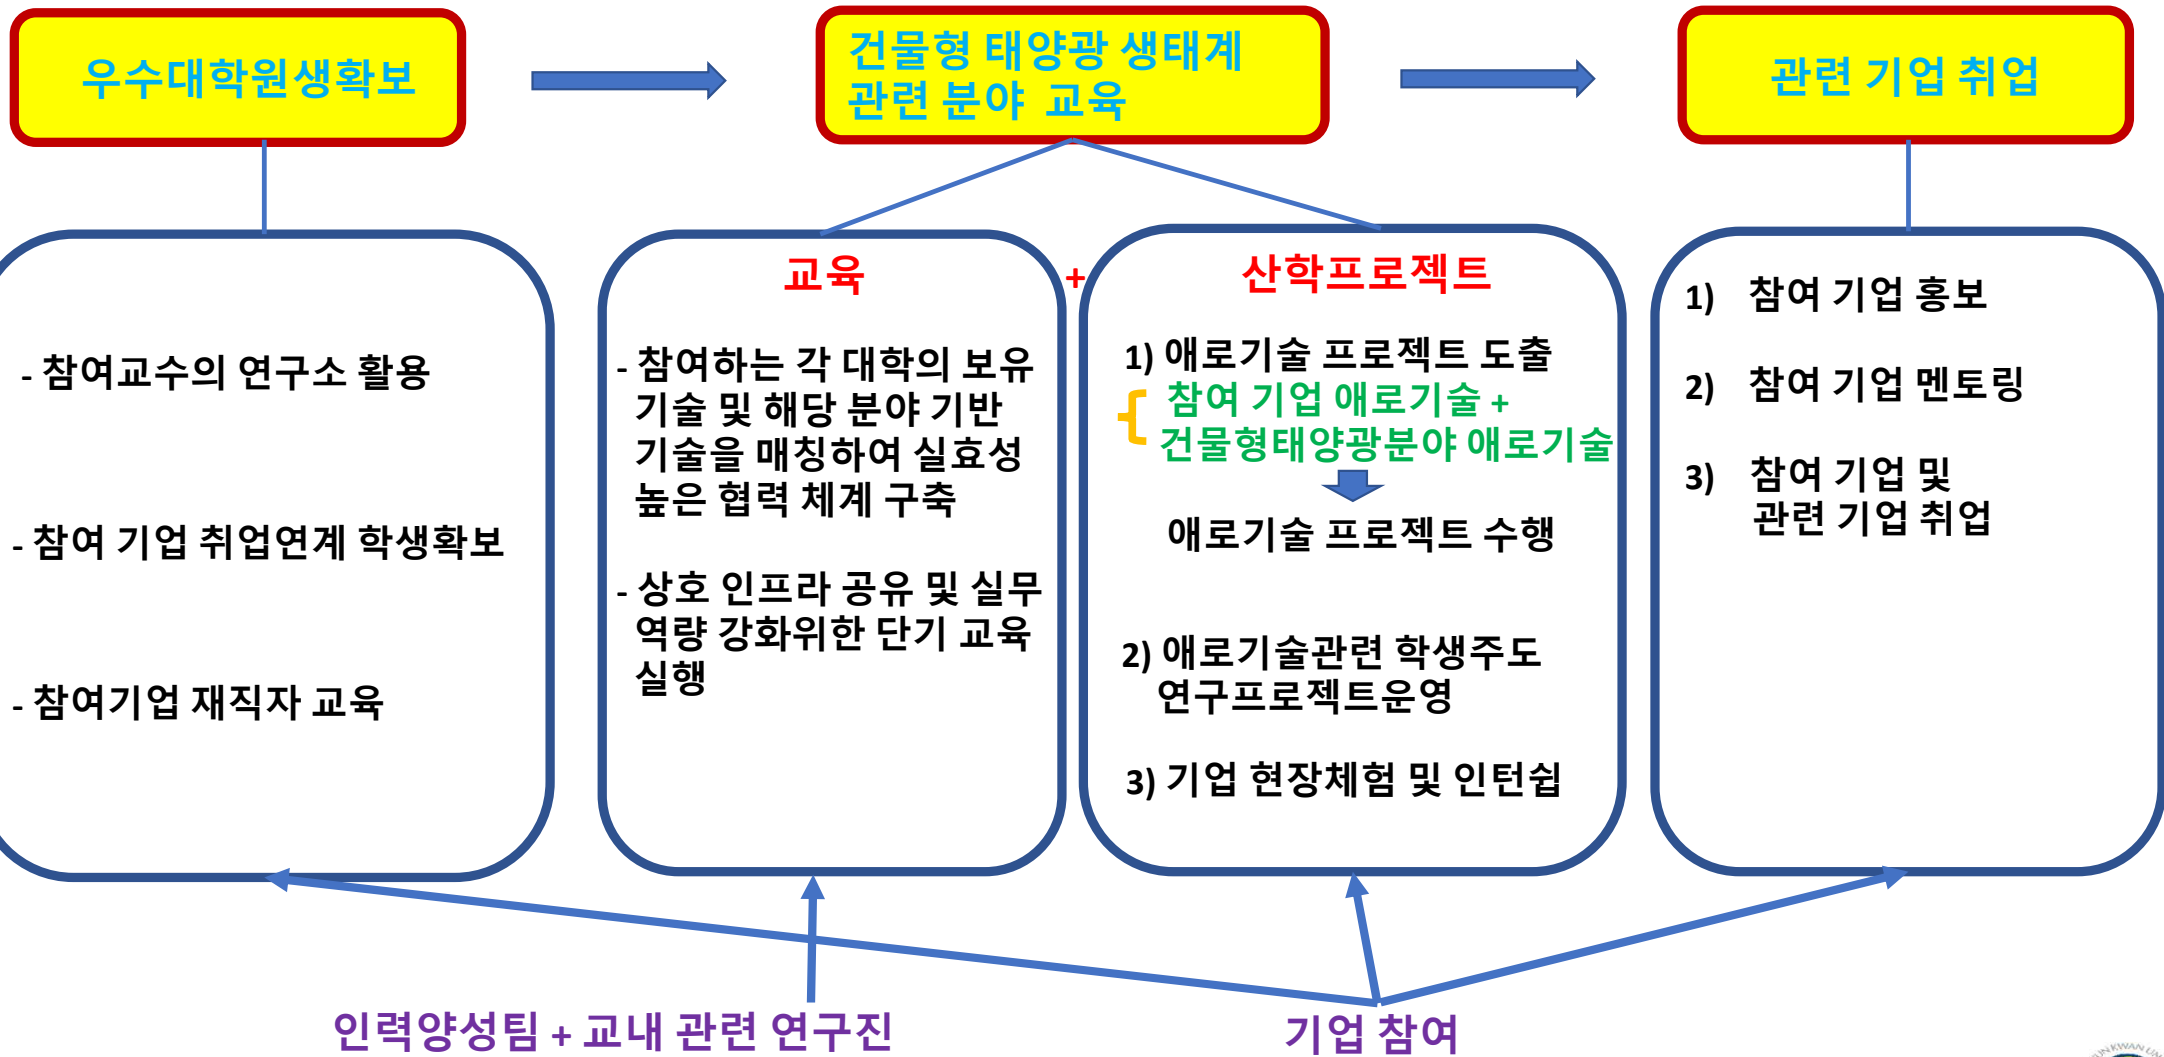 우수대학원생확보
건물형 태양광 생태계
관련 분야 교육
관련 기업 취업
- 참여교수의 연구소 활용
- 참여 기업 취업연계 학생확보
- 참여기업 재직자 교육
교육
- 참여하는 각 대학의 보유
기술 및 해당 분야 기반
기술을 매칭하여 실효성
높은 협력 체계 구축
- 상호 인프라 공유 및 실무
역량 강화위한 단기 교육
실행
+
산학프로젝트
1) 애로기술 프로젝트 도출
참여 기업 애로기술 +
건물형태양광분야 애로기술
애로기술 프로젝트 수행
2) 애로기술관련 학생주도
연구프로젝트운영
3) 기업 현장체험 및 인턴쉽
1) 참여 기업 홍보
2) 참여 기업 멘토링
3) 참여 기업 및
관련 기업 취업
인력양성팀 + 교내 관련 연구진
기업 참여